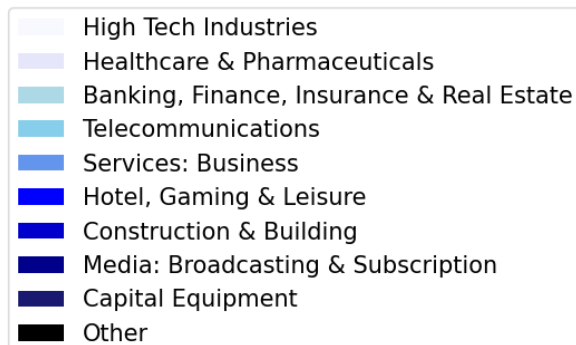 High Tech Industries
Healthcare & Pharmaceuticals
Banking, Finance, Insurance & Real Estate
Telecommunications
Services: Business
Hotel, Gaming & Leisure
Construction & Building
Media: Broadcasting & Subscription
Capital Equipment
Other